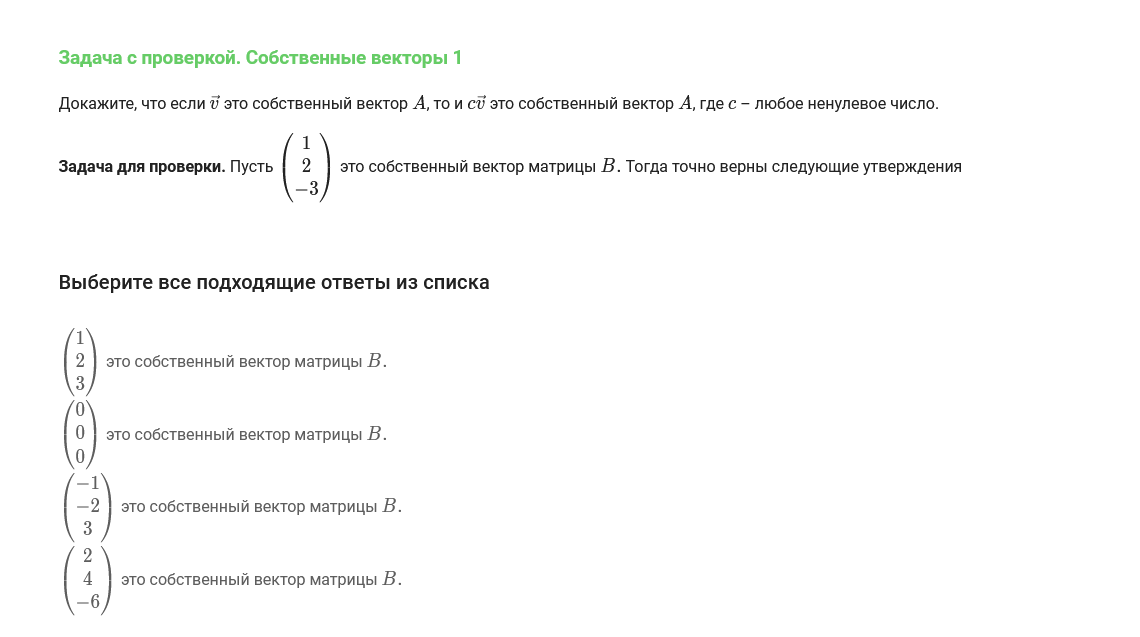 Задача с проверкой. Собственные векторы 1
Докажите, что если $\vec{v}$ это собственный вектор $A$, то и $c\vec{v}$ это собственный вектор $A$, где $c$ – любое ненулевое число.
Задача для проверки. Пусть $\begin{pmatrix} 1 \\ 2 \\ -3 \end{pmatrix}$ это собственный вектор матрицы $B$. Тогда точно верны следующие утверждения
Выберите все подходящие ответы из списка
$\begin{pmatrix} 1 \\ 2 \\ 3 \end{pmatrix}$ это собственный вектор матрицы $B$.
$\begin{pmatrix} 0 \\ 0 \\ 0 \end{pmatrix}$ это собственный вектор матрицы $B$.
$\begin{pmatrix} -1 \\ -2 \\ 3 \end{pmatrix}$ это собственный вектор матрицы $B$.
$\begin{pmatrix} 2 \\ 4 \\ -6 \end{pmatrix}$ это собственный вектор матрицы $B$.